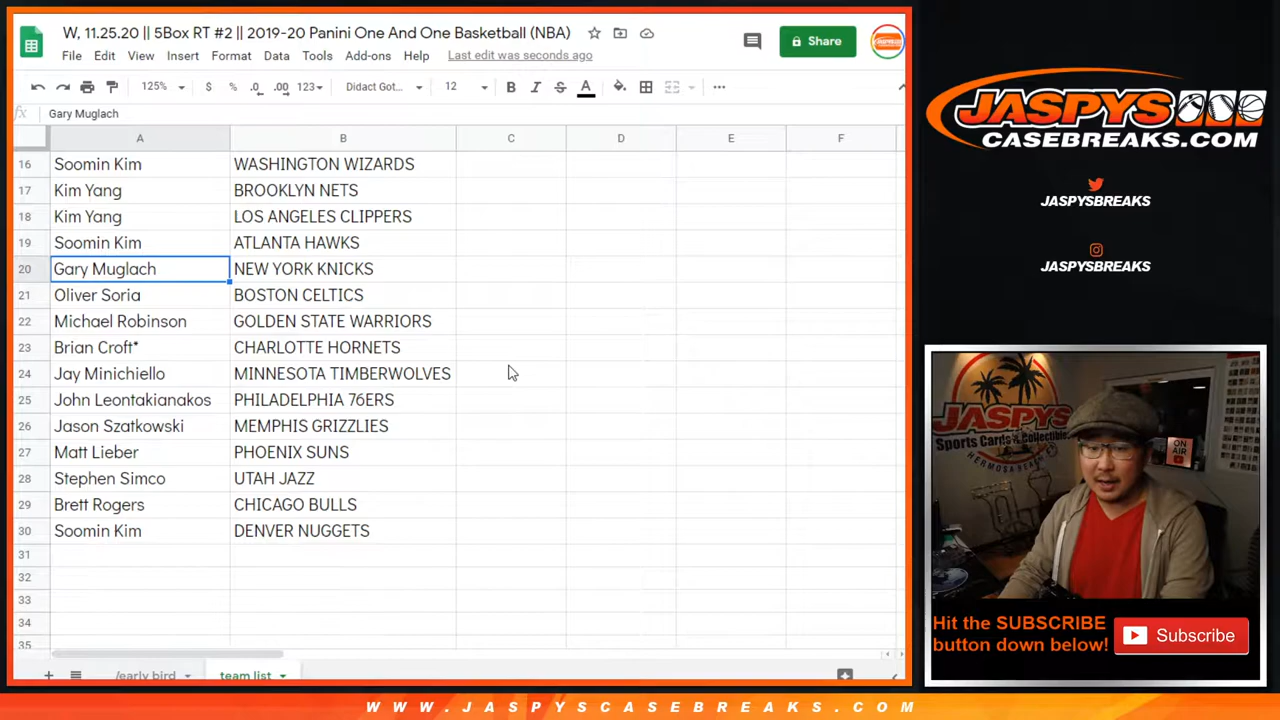 W, 11.25.20 || 5Box RT #2 || 2019-20 Panini One And One Basketball (NBA)
File Edit View Insert Format Data Tools Add-ons Help Last edit was seconds ago
Share
125% $ % .0 .00 123 Didact Got... 12 B I S A
fx Gary Muglach
A B C D E F
16 Soomin Kim WASHINGTON WIZARDS
17 Kim Yang BROOKLYN NETS
18 Kim Yang LOS ANGELES CLIPPERS
19 Soomin Kim ATLANTA HAWKS
20 Gary Muglach NEW YORK KNICKS
21 Oliver Soria BOSTON CELTICS
22 Michael Robinson GOLDEN STATE WARRIORS
23 Brian Croft* CHARLOTTE HORNETS
24 Jay Minichiello MINNESOTA TIMBERWOLVES
25 John Leontakianakos PHILADELPHIA 76ERS
26 Jason Szatkowski MEMPHIS GRIZZLIES
27 Matt Lieber PHOENIX SUNS
28 Stephen Simco UTAH JAZZ
29 Brett Rogers CHICAGO BULLS
30 Soomin Kim DENVER NUGGETS
31
32
33
34
35
/early bird team list
JASPYS
CASEBREAKS.COM
JASPYSBREAKS
JASPYSBREAKS
JASPYS
Sports Cards & Collectibles
HERMOSA BEACH
ON AIR
Hit the SUBSCRIBE
button down below!
Subscribe
WWW.JASPYSCASEBREAKS.COM